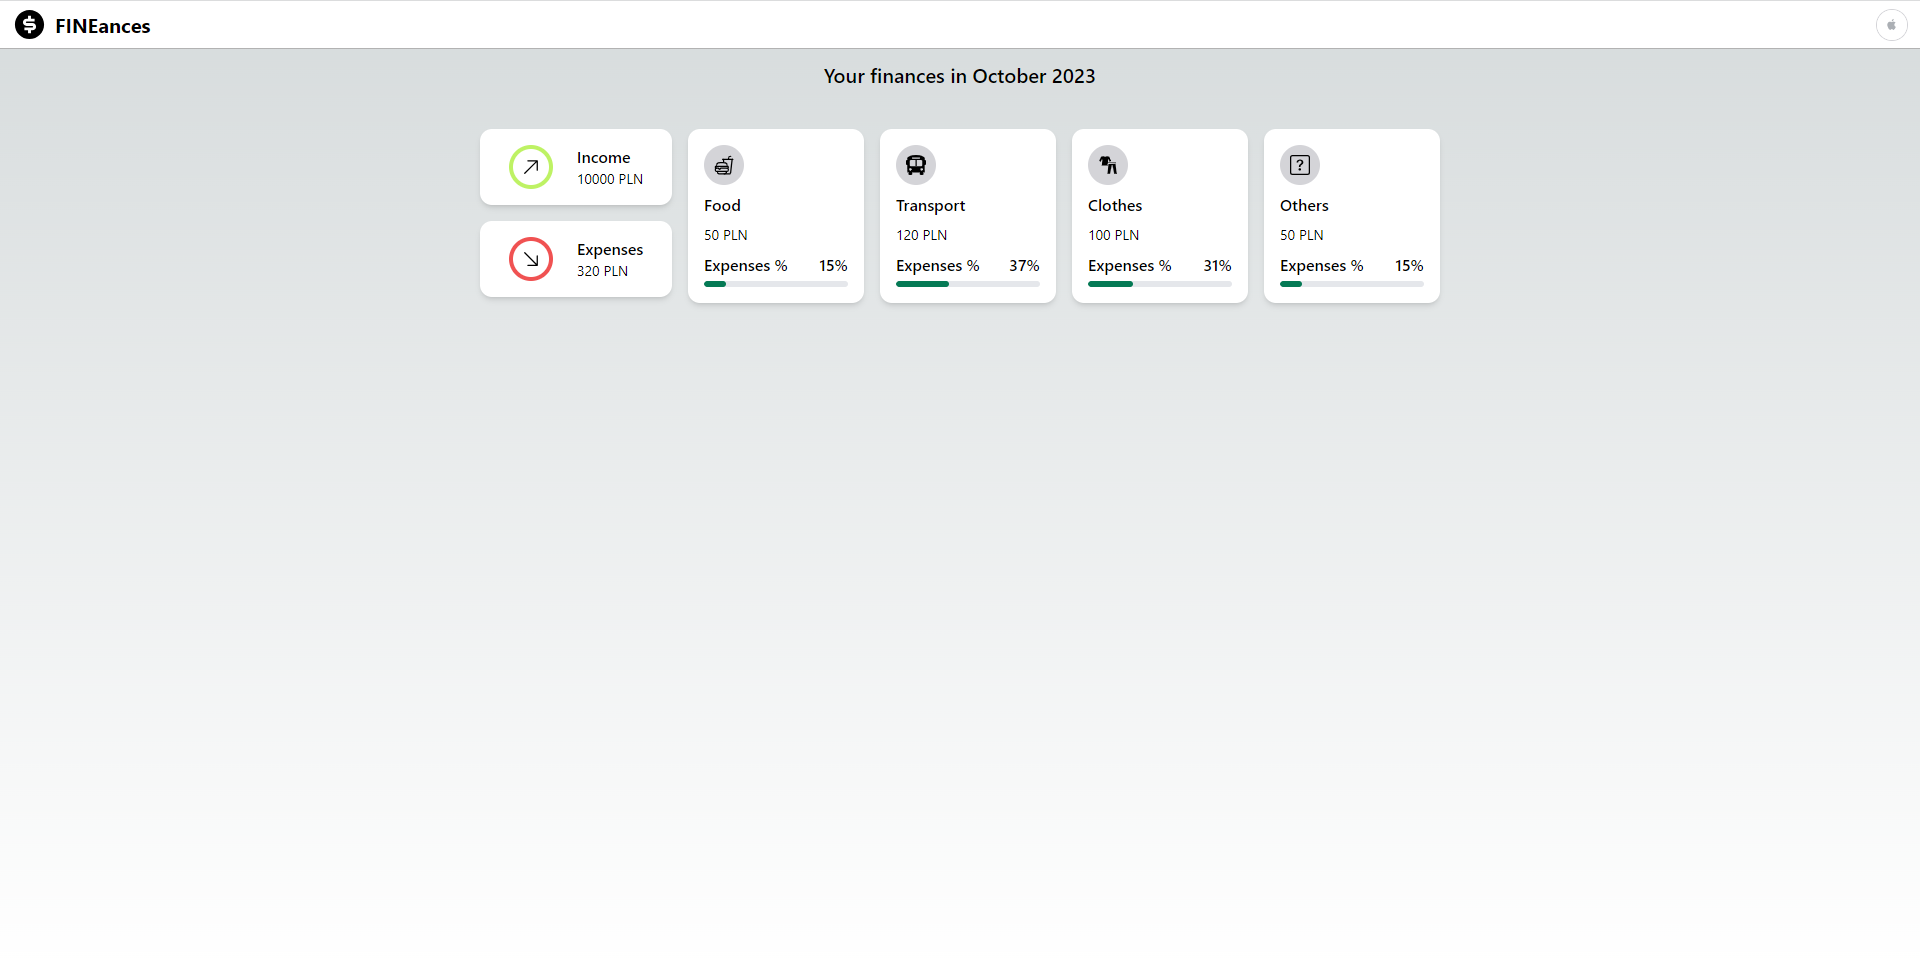 FINEances
Your finances in October 2023
Income
10000 PLN
Expenses
320 PLN
Food
50 PLN
Expenses % 15%
Transport
120 PLN
Expenses % 37%
Clothes
100 PLN
Expenses % 31%
Others
50 PLN
Expenses % 15%